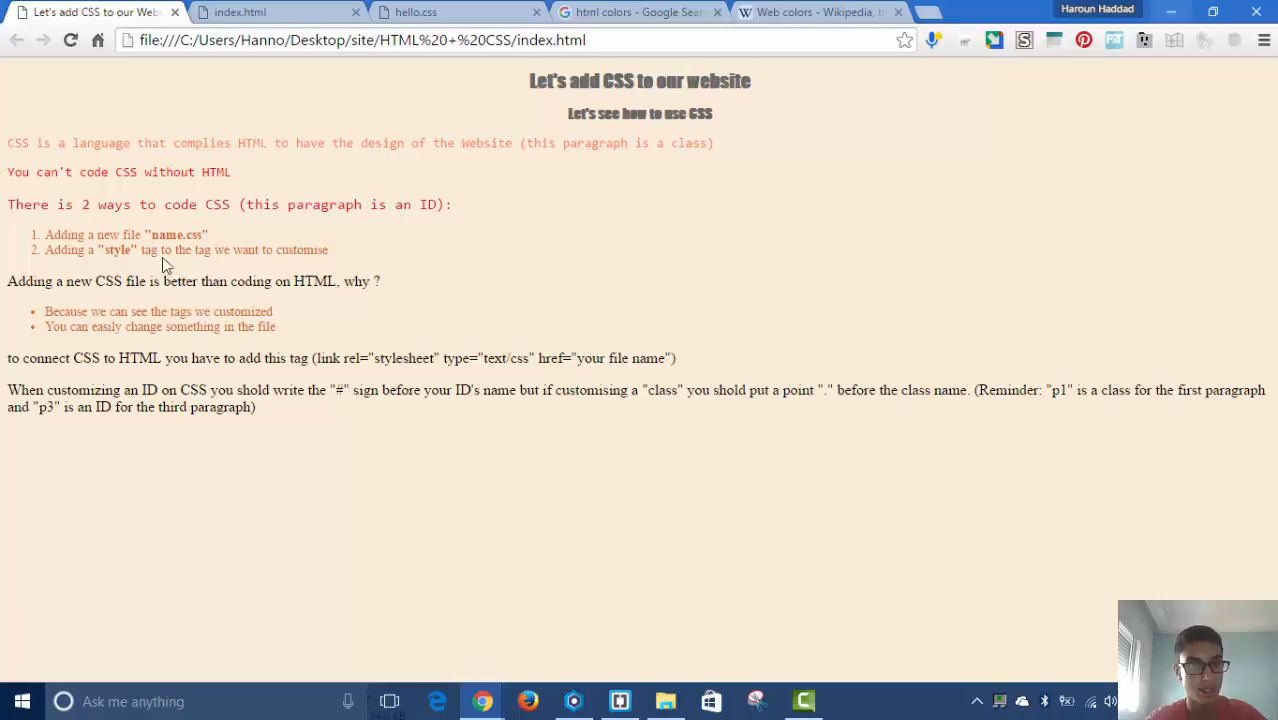 Let's add CSS to our Web
index.html
hello.css
html colors - Google Sear
Web colors - Wikipedia, t
Haroun Haddad
file:///C:/Users/Hanno/Desktop/site/HTML%20+%20CSS/index.html
Let's add CSS to our website
Let's see how to use CSS
CSS is a language that complies HTML to have the design of the Website (this paragraph is a class)
You can't code CSS without HTML
There is 2 ways to code CSS (this paragraph is an ID):
1. Adding a new file "name.css"
2. Adding a "style" tag to the tag we want to customise
Adding a new CSS file is better than coding on HTML, why ?
• Because we can see the tags we customized
• You can easily change something in the file
to connect CSS to HTML you have to add this tag (link rel="stylesheet" type="text/css" href="your file name")
When customizing an ID on CSS you shold write the "#" sign before your ID's name but if customising a "class" you shold put a point "." before the class name. (Reminder: "p1" is a class for the first paragraph
and "p3" is an ID for the third paragraph)
Ask me anything